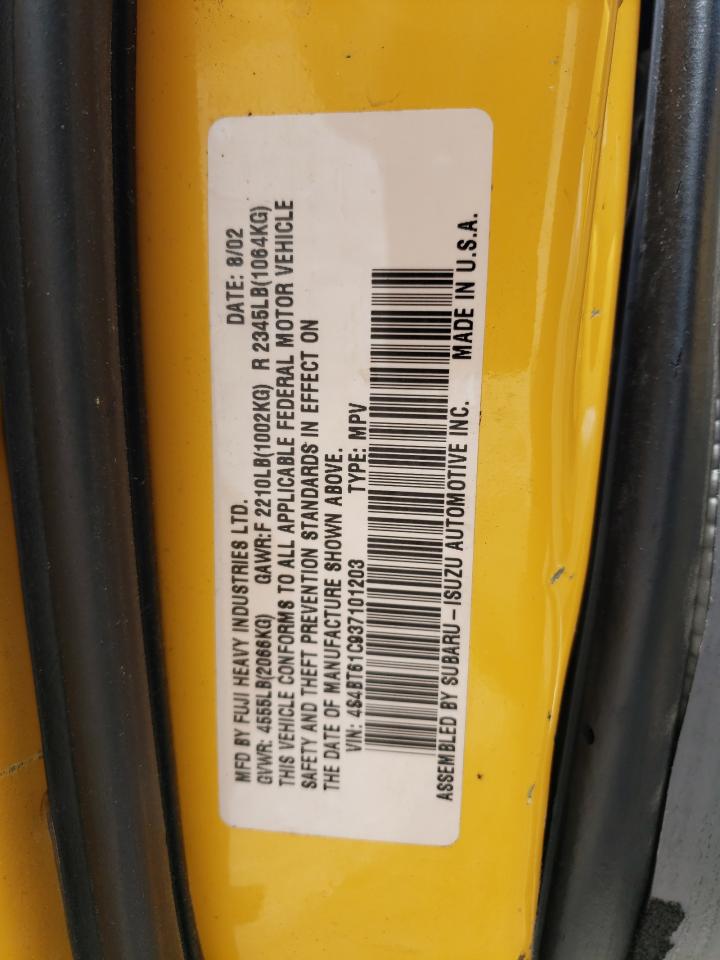 MFD BY FUJI HEAVY INDUSTRIES LTD. DATE: 8/02
GVWR: 4555LB(2066KG) GAWR:F 2210LB(1002KG) R 2345LB(1064KG)
THIS VEHICLE CONFORMS TO ALL APPLICABLE FEDERAL MOTOR VEHICLE
SAFETY AND THEFT PREVENTION STANDARDS IN EFFECT ON
THE DATE OF MANUFACTURE SHOWN ABOVE.
VIN: 4S4BT61C937101203 TYPE: MPV
ASSEMBLED BY SUBARU-ISUZU AUTOMOTIVE INC. MADE IN U.S.A.